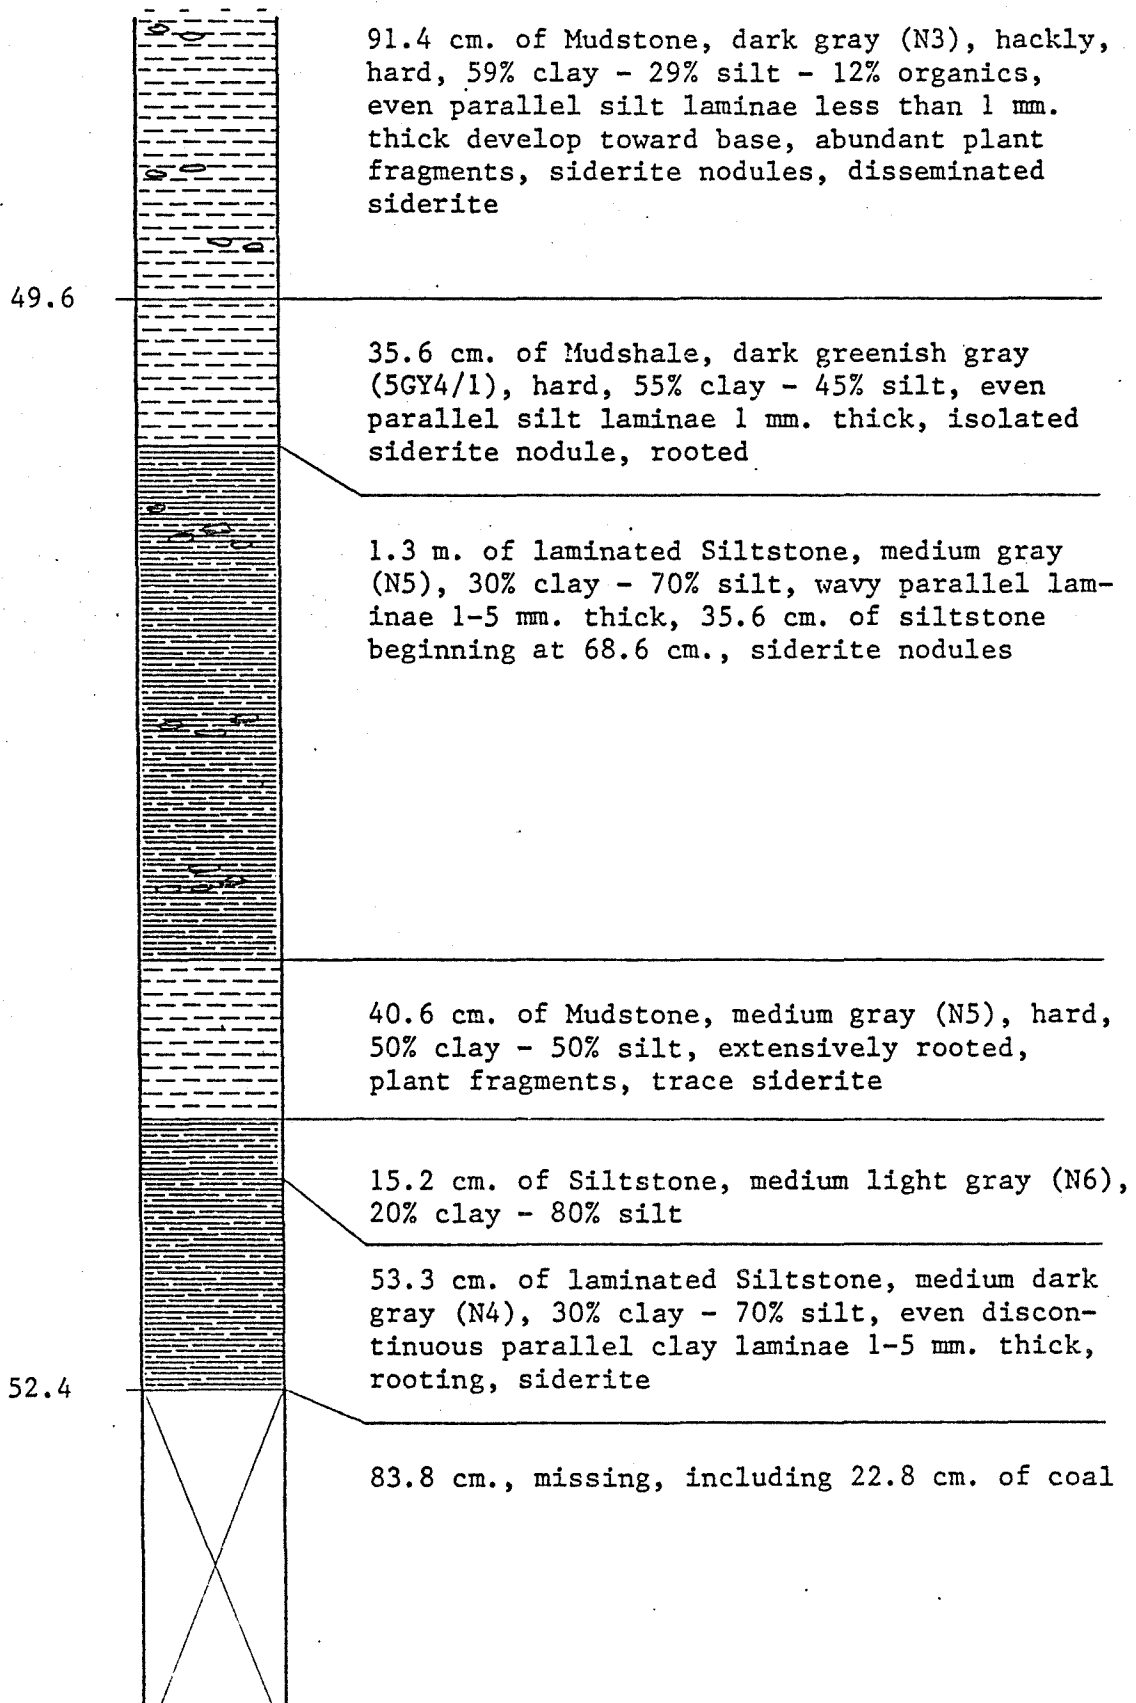 91.4 cm. of Mudstone, dark gray (N3), hackly,
hard, 59% clay - 29% silt - 12% organics,
even parallel silt laminae less than 1 mm.
thick develop toward base, abundant plant
fragments, siderite nodules, disseminated
siderite
49.6
35.6 cm. of Mudshale, dark greenish gray
(5GY4/1), hard, 55% clay - 45% silt, even
parallel silt laminae 1 mm. thick, isolated
siderite nodule, rooted
1.3 m. of laminated Siltstone, medium gray
(N5), 30% clay - 70% silt, wavy parallel lam-
inae 1-5 mm. thick, 35.6 cm. of siltstone
beginning at 68.6 cm., siderite nodules
40.6 cm. of Mudstone, medium gray (N5), hard,
50% clay - 50% silt, extensively rooted,
plant fragments, trace siderite
15.2 cm. of Siltstone, medium light gray (N6),
20% clay - 80% silt
53.3 cm. of laminated Siltstone, medium dark
gray (N4), 30% clay - 70% silt, even discon-
tinuous parallel clay laminae 1-5 mm. thick,
rooting, siderite
52.4
83.8 cm., missing, including 22.8 cm. of coal